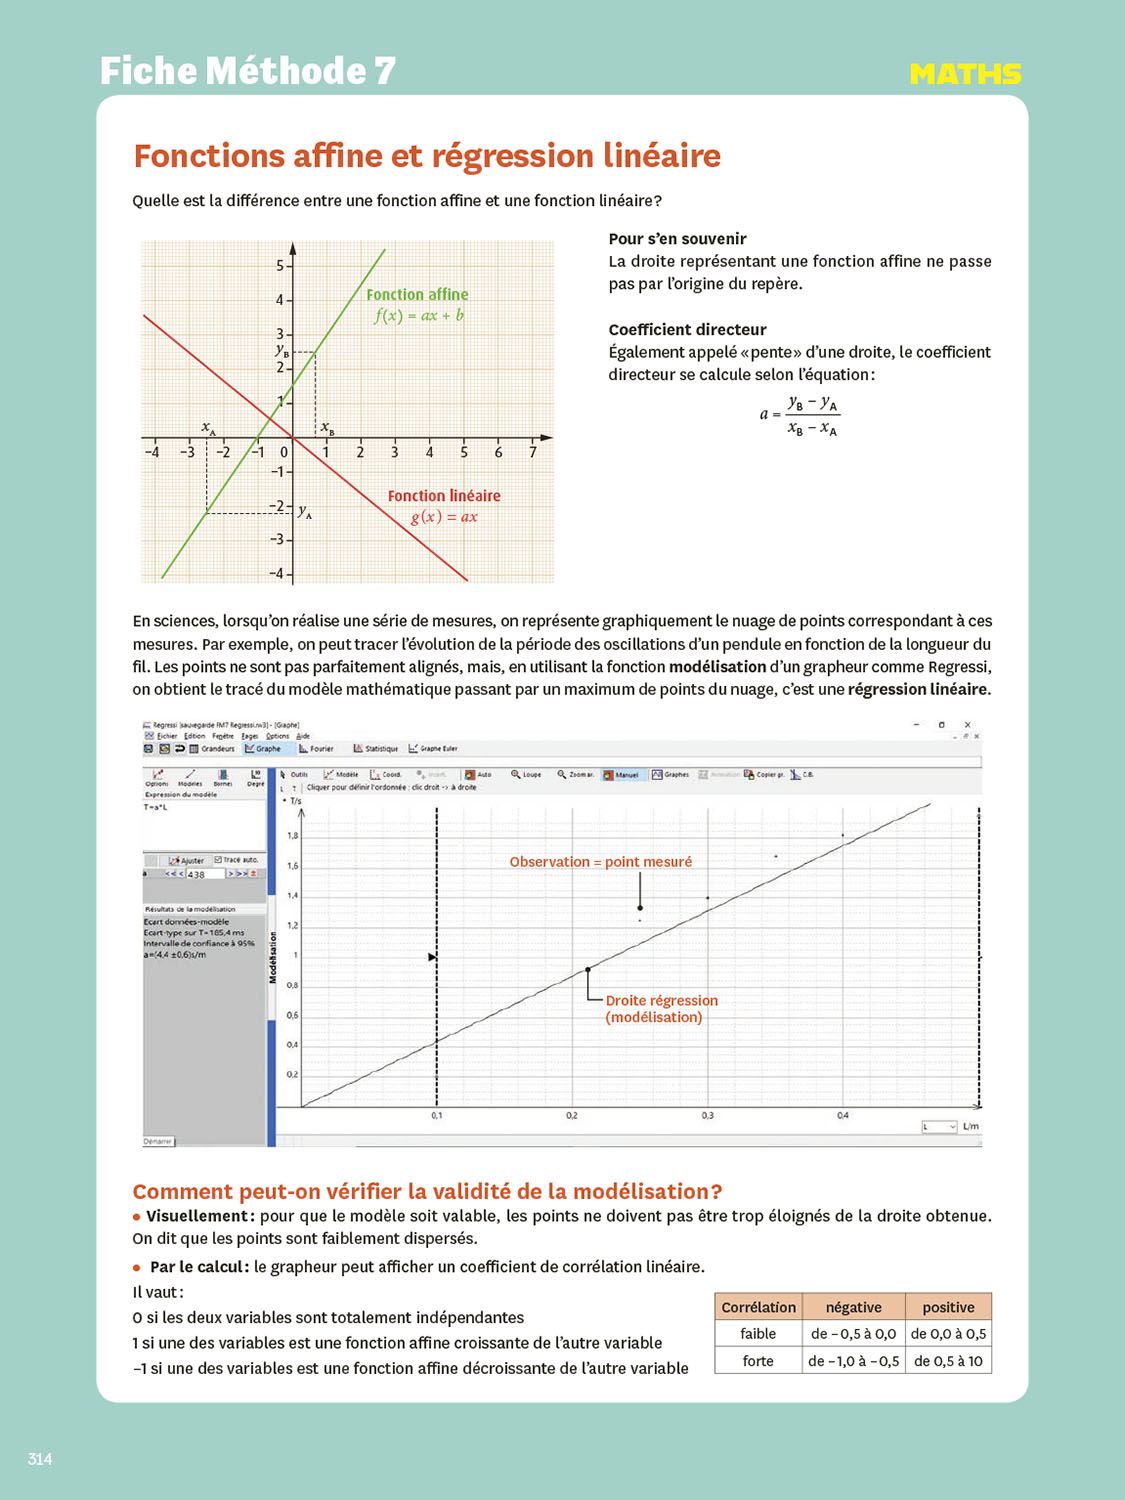 Fiche Méthode 7
MATHS
Fonctions affine et régression linéaire
Quelle est la différence entre une fonction affine et une fonction linéaire ?
5
4
3
y_B
2
1
Fonction affine
f(x) = ax + b
x_A
x_B
–4 –3 –2 –1 0 1 2 3 4 5 6 7
–1
–2
y_A
–3
–4
Fonction linéaire
g(x) = ax
Pour s’en souvenir
La droite représentant une fonction affine ne passe
pas par l’origine du repère.
Coefficient directeur
Également appelé « pente » d’une droite, le coefficient
directeur se calcule selon l’équation :
a = (y_B – y_A) / (x_B – x_A)
En sciences, lorsqu’on réalise une série de mesures, on représente graphiquement le nuage de points correspondant à ces
mesures. Par exemple, on peut tracer l’évolution de la période des oscillations d’un pendule en fonction de la longueur du
fil. Les points ne sont pas parfaitement alignés, mais, en utilisant la fonction modélisation d’un grapheur comme Regressi,
on obtient le tracé du modèle mathématique passant par un maximum de points du nuage, c’est une régression linéaire.
Regressi [sauvegarde FM7 Regressi.rw3] - [Graphe]
Fichier Edition Fenêtre Pages Options Aide
Grandeurs Graphe Fourier Statistique Graphe Euler
Options Modèles Bornes Degré
Outils Modèle Coord. Auto Loupe Zoom ar. Manuel Graphes Copier gr. C.B.
Cliquer pour définir l'ordonnée : clic droit -> à droite
Expression du modèle
T=a*L
Ajuster Tracé auto.
a 4.38
Résultats de la modélisation
Ecart données-modèle
Ecart-type sur T=185,4 ms
Intervalle de confiance à 95%
a=(4,4 ±0,6)s/m
Modélisation
Démarrer
T/s
1,8
1,6
1,4
1,2
1
0,8
0,6
0,4
0,2
0,1 0,2 0,3 0,4
L
L/m
Observation = point mesuré
Droite régression
(modélisation)
Comment peut-on vérifier la validité de la modélisation ?
• Visuellement : pour que le modèle soit valable, les points ne doivent pas être trop éloignés de la droite obtenue.
On dit que les points sont faiblement dispersés.
• Par le calcul : le grapheur peut afficher un coefficient de corrélation linéaire.
Il vaut :
0 si les deux variables sont totalement indépendantes
1 si une des variables est une fonction affine croissante de l’autre variable
–1 si une des variables est une fonction affine décroissante de l’autre variable
Corrélation négative positive
faible de – 0,5 à 0,0 de 0,0 à 0,5
forte de –1,0 à – 0,5 de 0,5 à 10
314